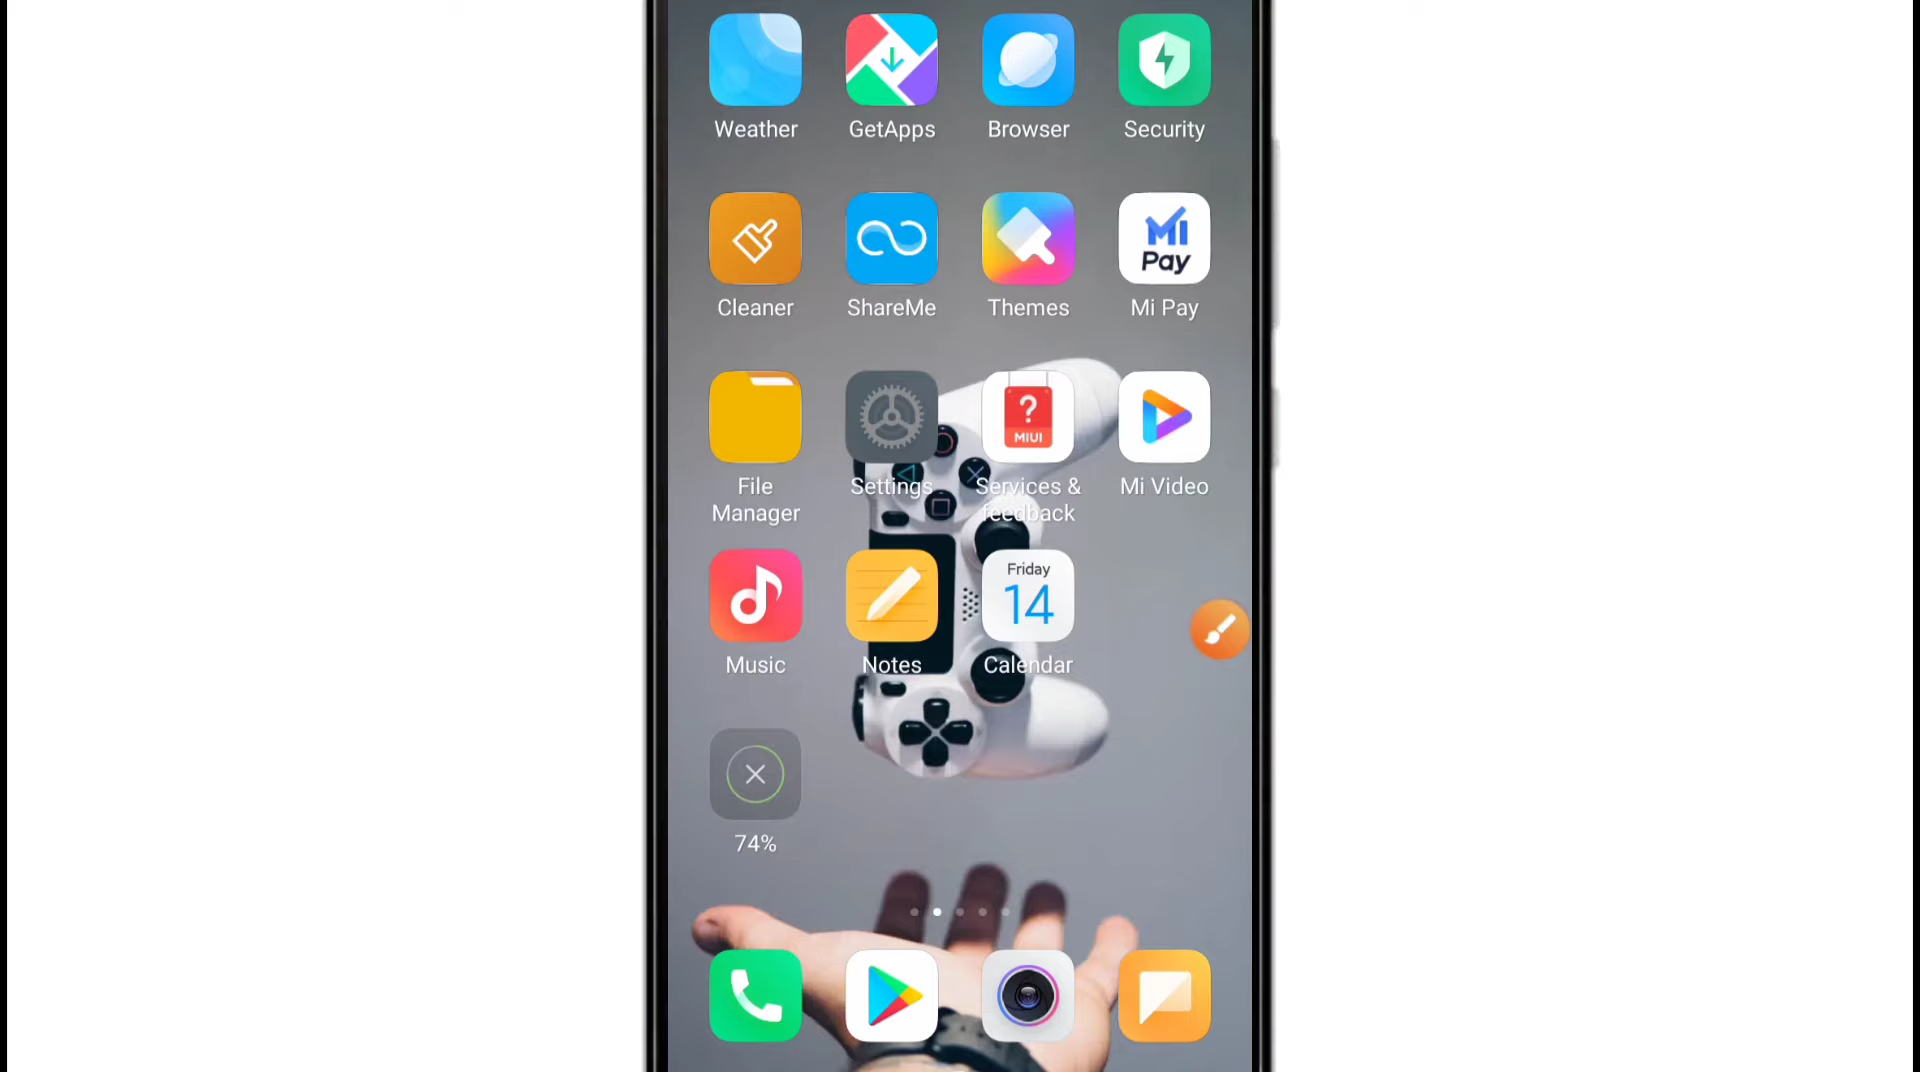 Weather GetApps Browser Security
Mi
Pay
Cleaner ShareMe Themes Mi Pay
?
MIUI
File Settings Services & Mi Video
Manager feedback
Friday
14
Music Notes Calendar
74%